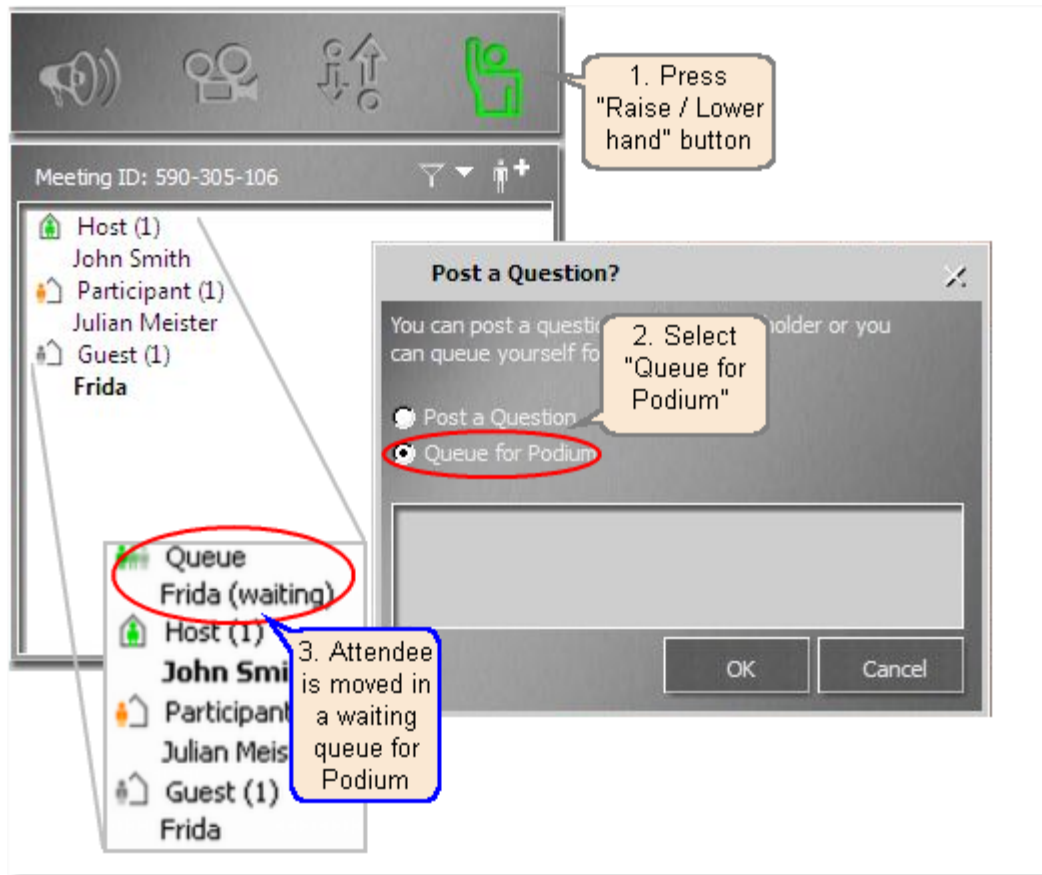 1. Press
"Raise / Lower
hand" button
Meeting ID: 590-305-106
Host (1)
John Smith
Participant (1)
Julian Meister
Guest (1)
Frida
Post a Question?
You can post a questi holder or you
can queue yourself fo
2. Select
"Queue for
Podium"
Post a Question
Queue for Podium
OK
Cancel
Queue
Frida (waiting)
Host (1)
John Smi
Participant
Julian Meis
Guest (1)
Frida
3. Attendee
is moved in
a waiting
queue for
Podium